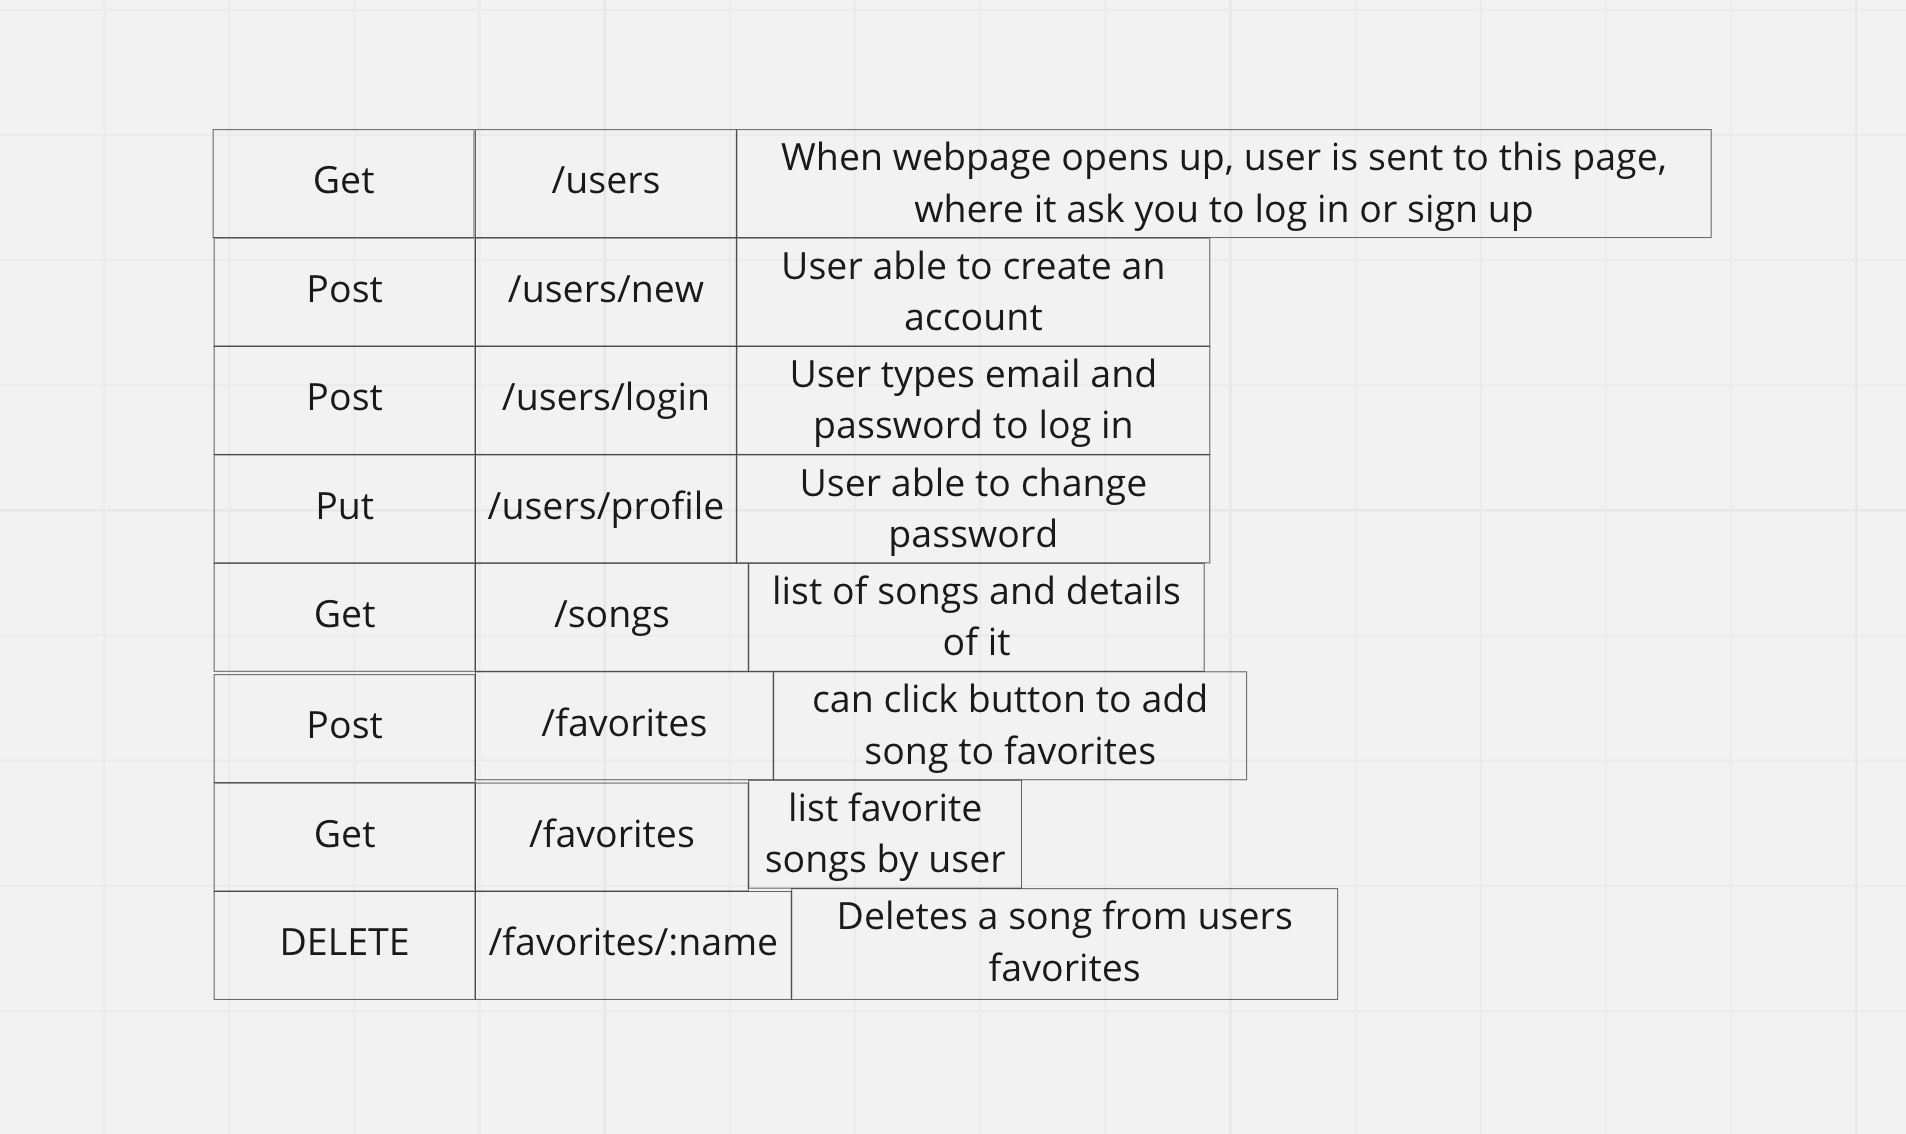 Get
/users
When webpage opens up, user is sent to this page,
where it ask you to log in or sign up
Post
/users/new
User able to create an
account
Post
/users/login
User types email and
password to log in
Put
/users/profile
User able to change
password
Get
/songs
list of songs and details
of it
Post
/favorites
can click button to add
song to favorites
Get
/favorites
list favorite
songs by user
DELETE
/favorites/:name
Deletes a song from users
favorites